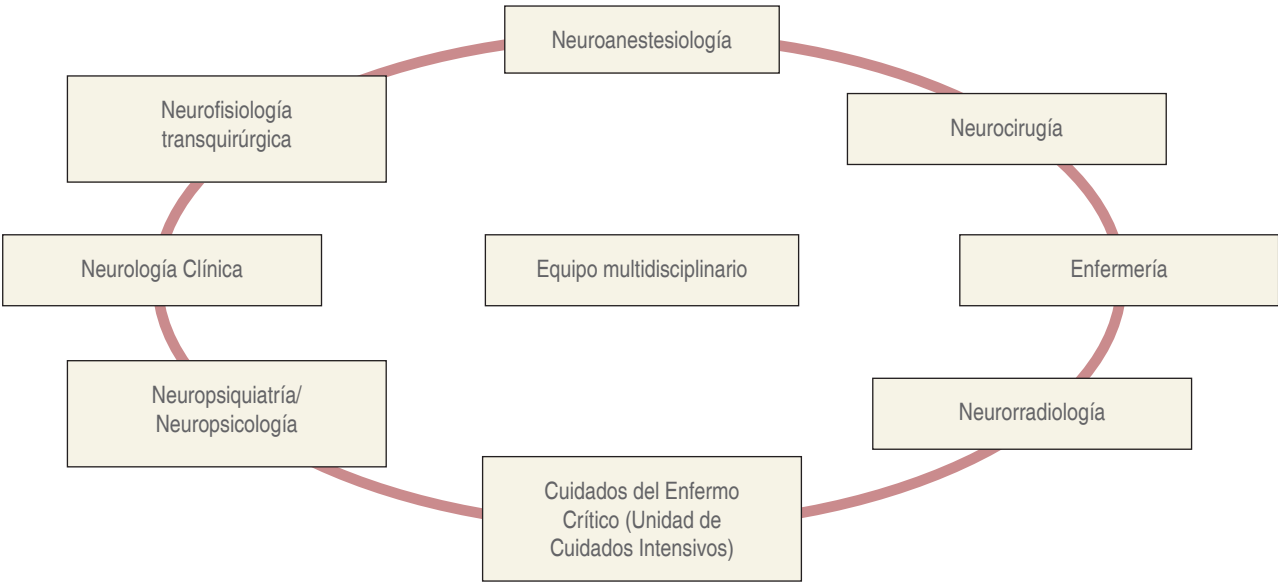 Neuroanestesiología
Neurofisiología
transquirúrgica
Neurocirugía
Neurología Clínica
Equipo multidisciplinario
Enfermería
Neuropsiquiatría/
Neuropsicología
Neurorradiología
Cuidados del Enfermo
Crítico (Unidad de
Cuidados Intensivos)